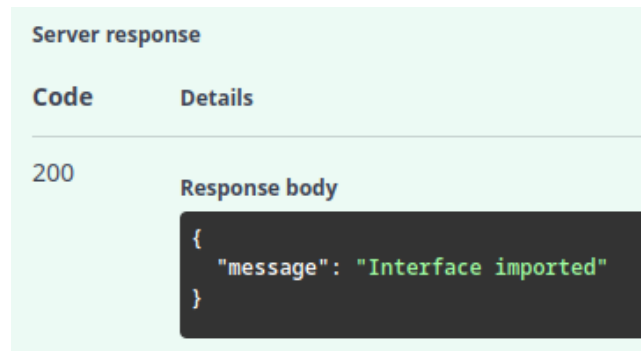 Server response
Code Details
200
Response body
{
  "message": "Interface imported"
}